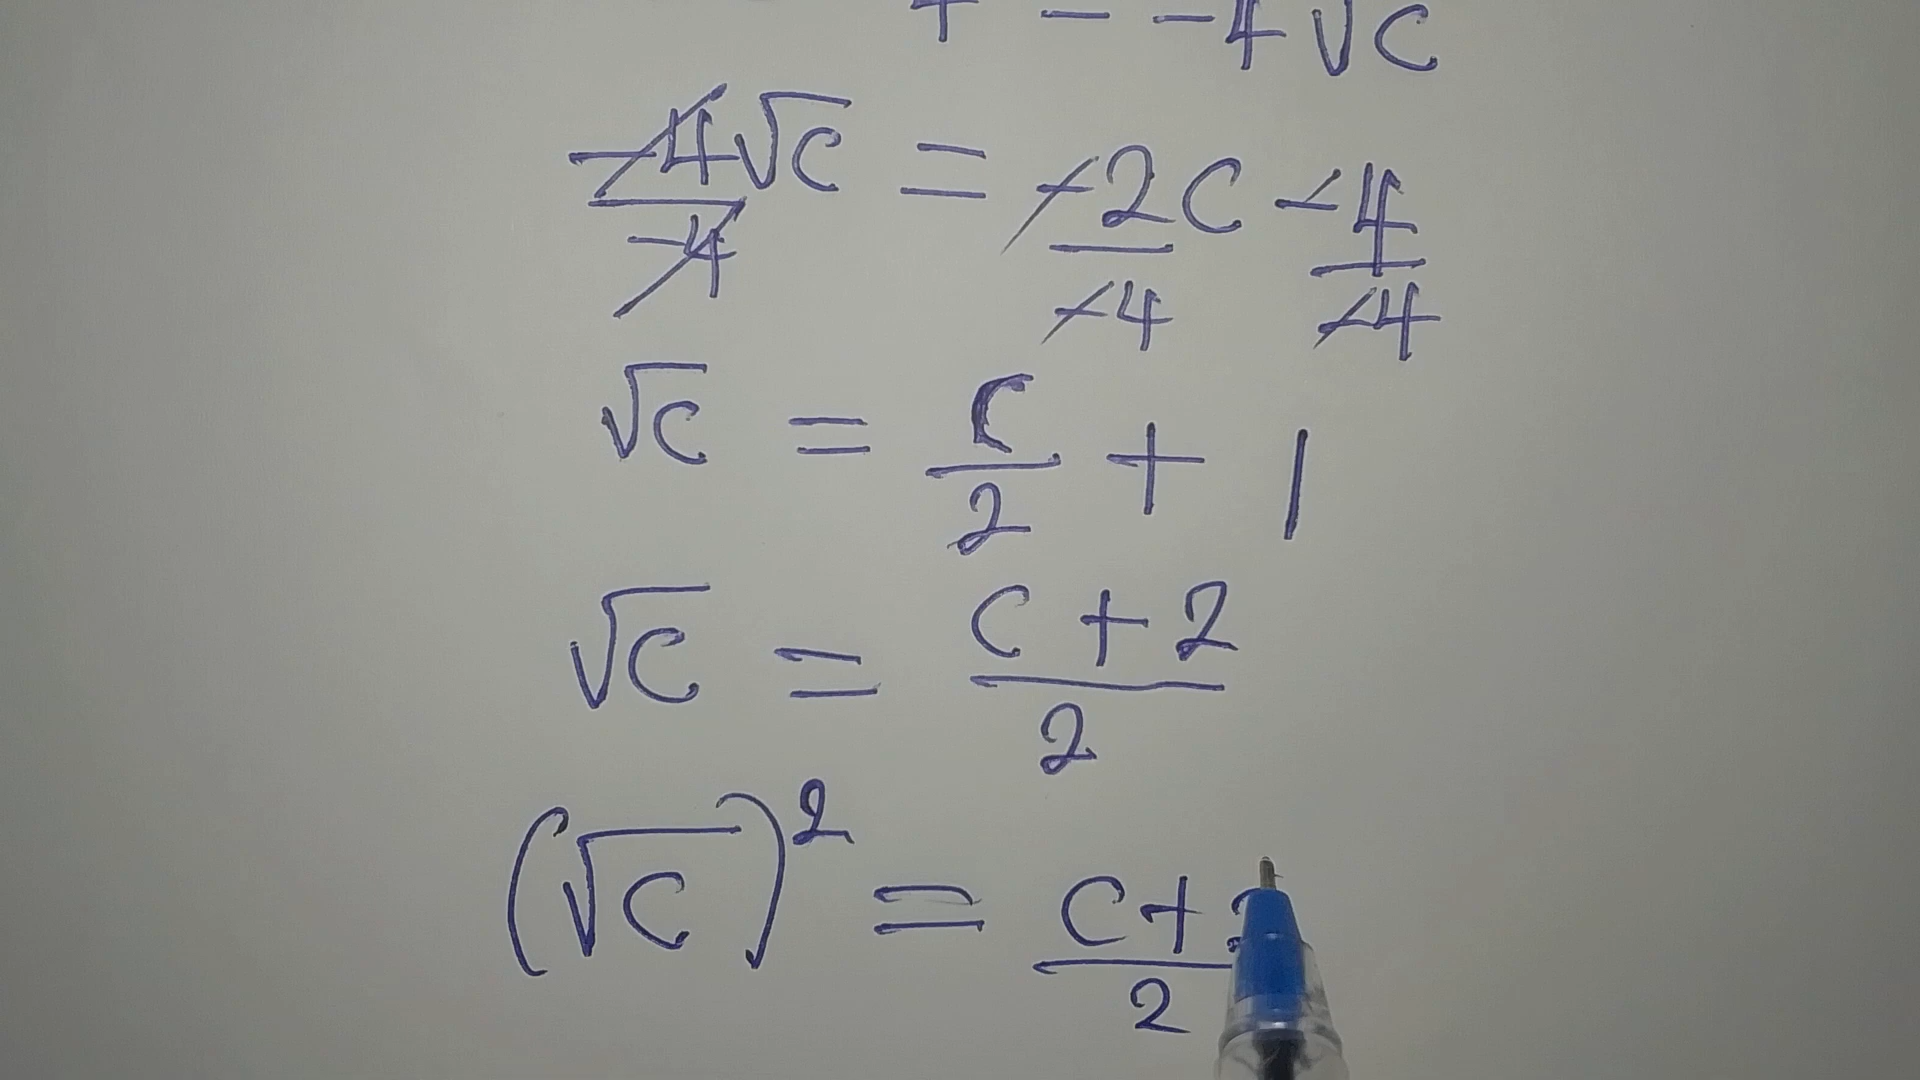 - -4√c
-4√c/-4 = -2c/-4 -4/-4
√c = c/2 + 1
√c = c+2/2
(√c)² = c+/2